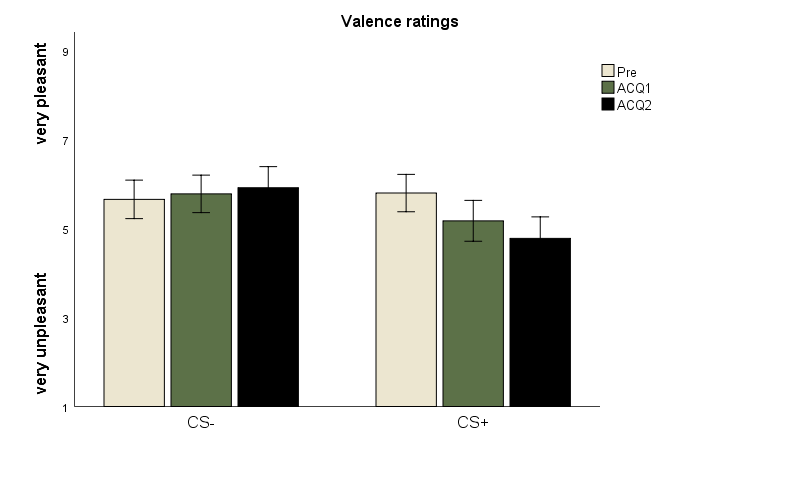 Valence ratings
very pleasant
very unpleasant
9
7
5
3
1
CS-
CS+
Pre
ACQ1
ACQ2